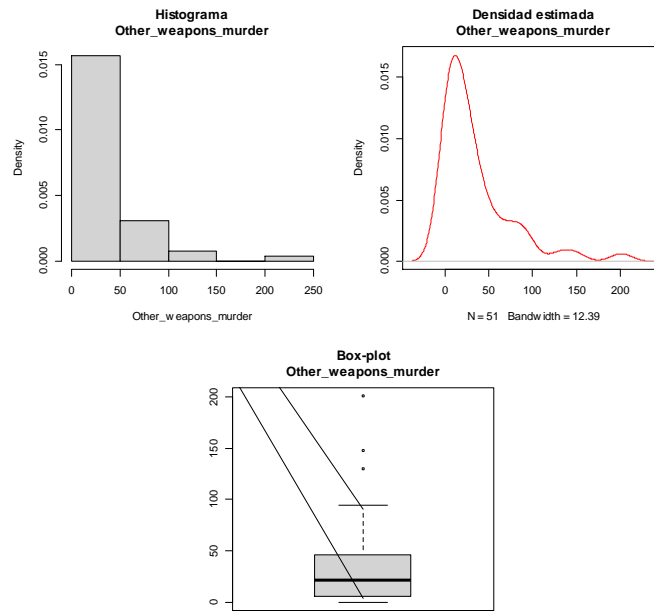 Histograma
Other_weapons_murder
Density
0.000
0.005
0.010
0.015
0
50
100
150
200
250
Other_weapons_murder
Densidad estimada
Other_weapons_murder
Density
0.000
0.005
0.010
0.015
0
50
100
150
200
N = 51 Bandwidth = 12.39
Box-plot
Other_weapons_murder
0
50
100
150
200